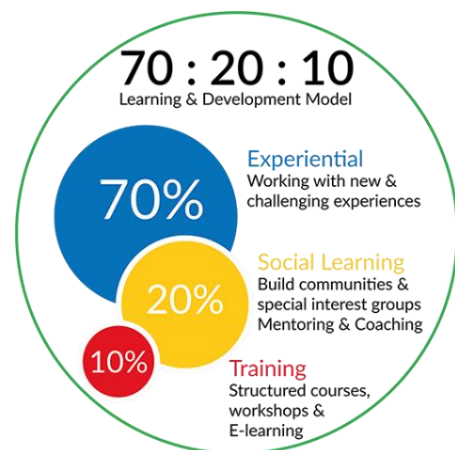 70 : 20 : 10
Learning & Development Model
70%
Experiential
Working with new &
challenging experiences
20%
Social Learning
Build communities &
special interest groups
Mentoring & Coaching
10%
Training
Structured courses,
workshops &
E-learning